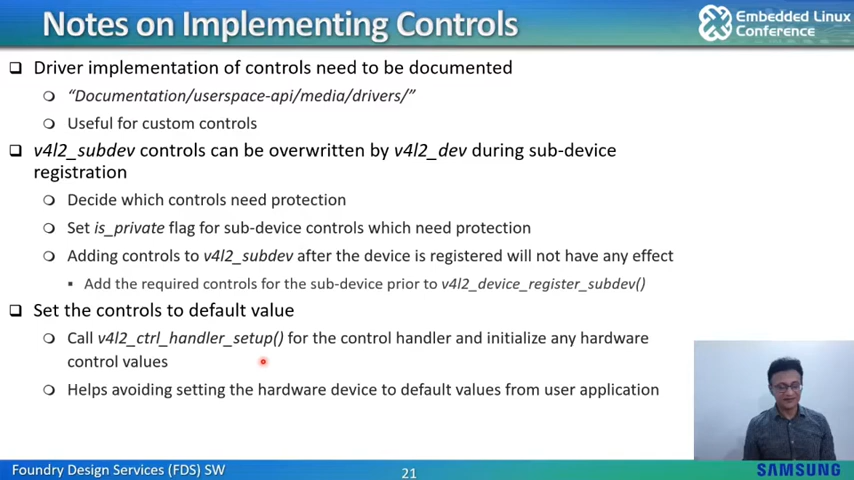 Notes on Implementing Controls
Embedded Linux
Conference
Driver implementation of controls need to be documented
"Documentation/userspace-api/media/drivers/"
Useful for custom controls
v4l2_subdev controls can be overwritten by v4l2_dev during sub-device
registration
Decide which controls need protection
Set is_private flag for sub-device controls which need protection
Adding controls to v4l2_subdev after the device is registered will not have any effect
Add the required controls for the sub-device prior to v4l2_device_register_subdev()
Set the controls to default value
Call v4l2_ctrl_handler_setup() for the control handler and initialize any hardware
control values
Helps avoiding setting the hardware device to default values from user application
Foundry Design Services (FDS) SW
21
SAMSUNG